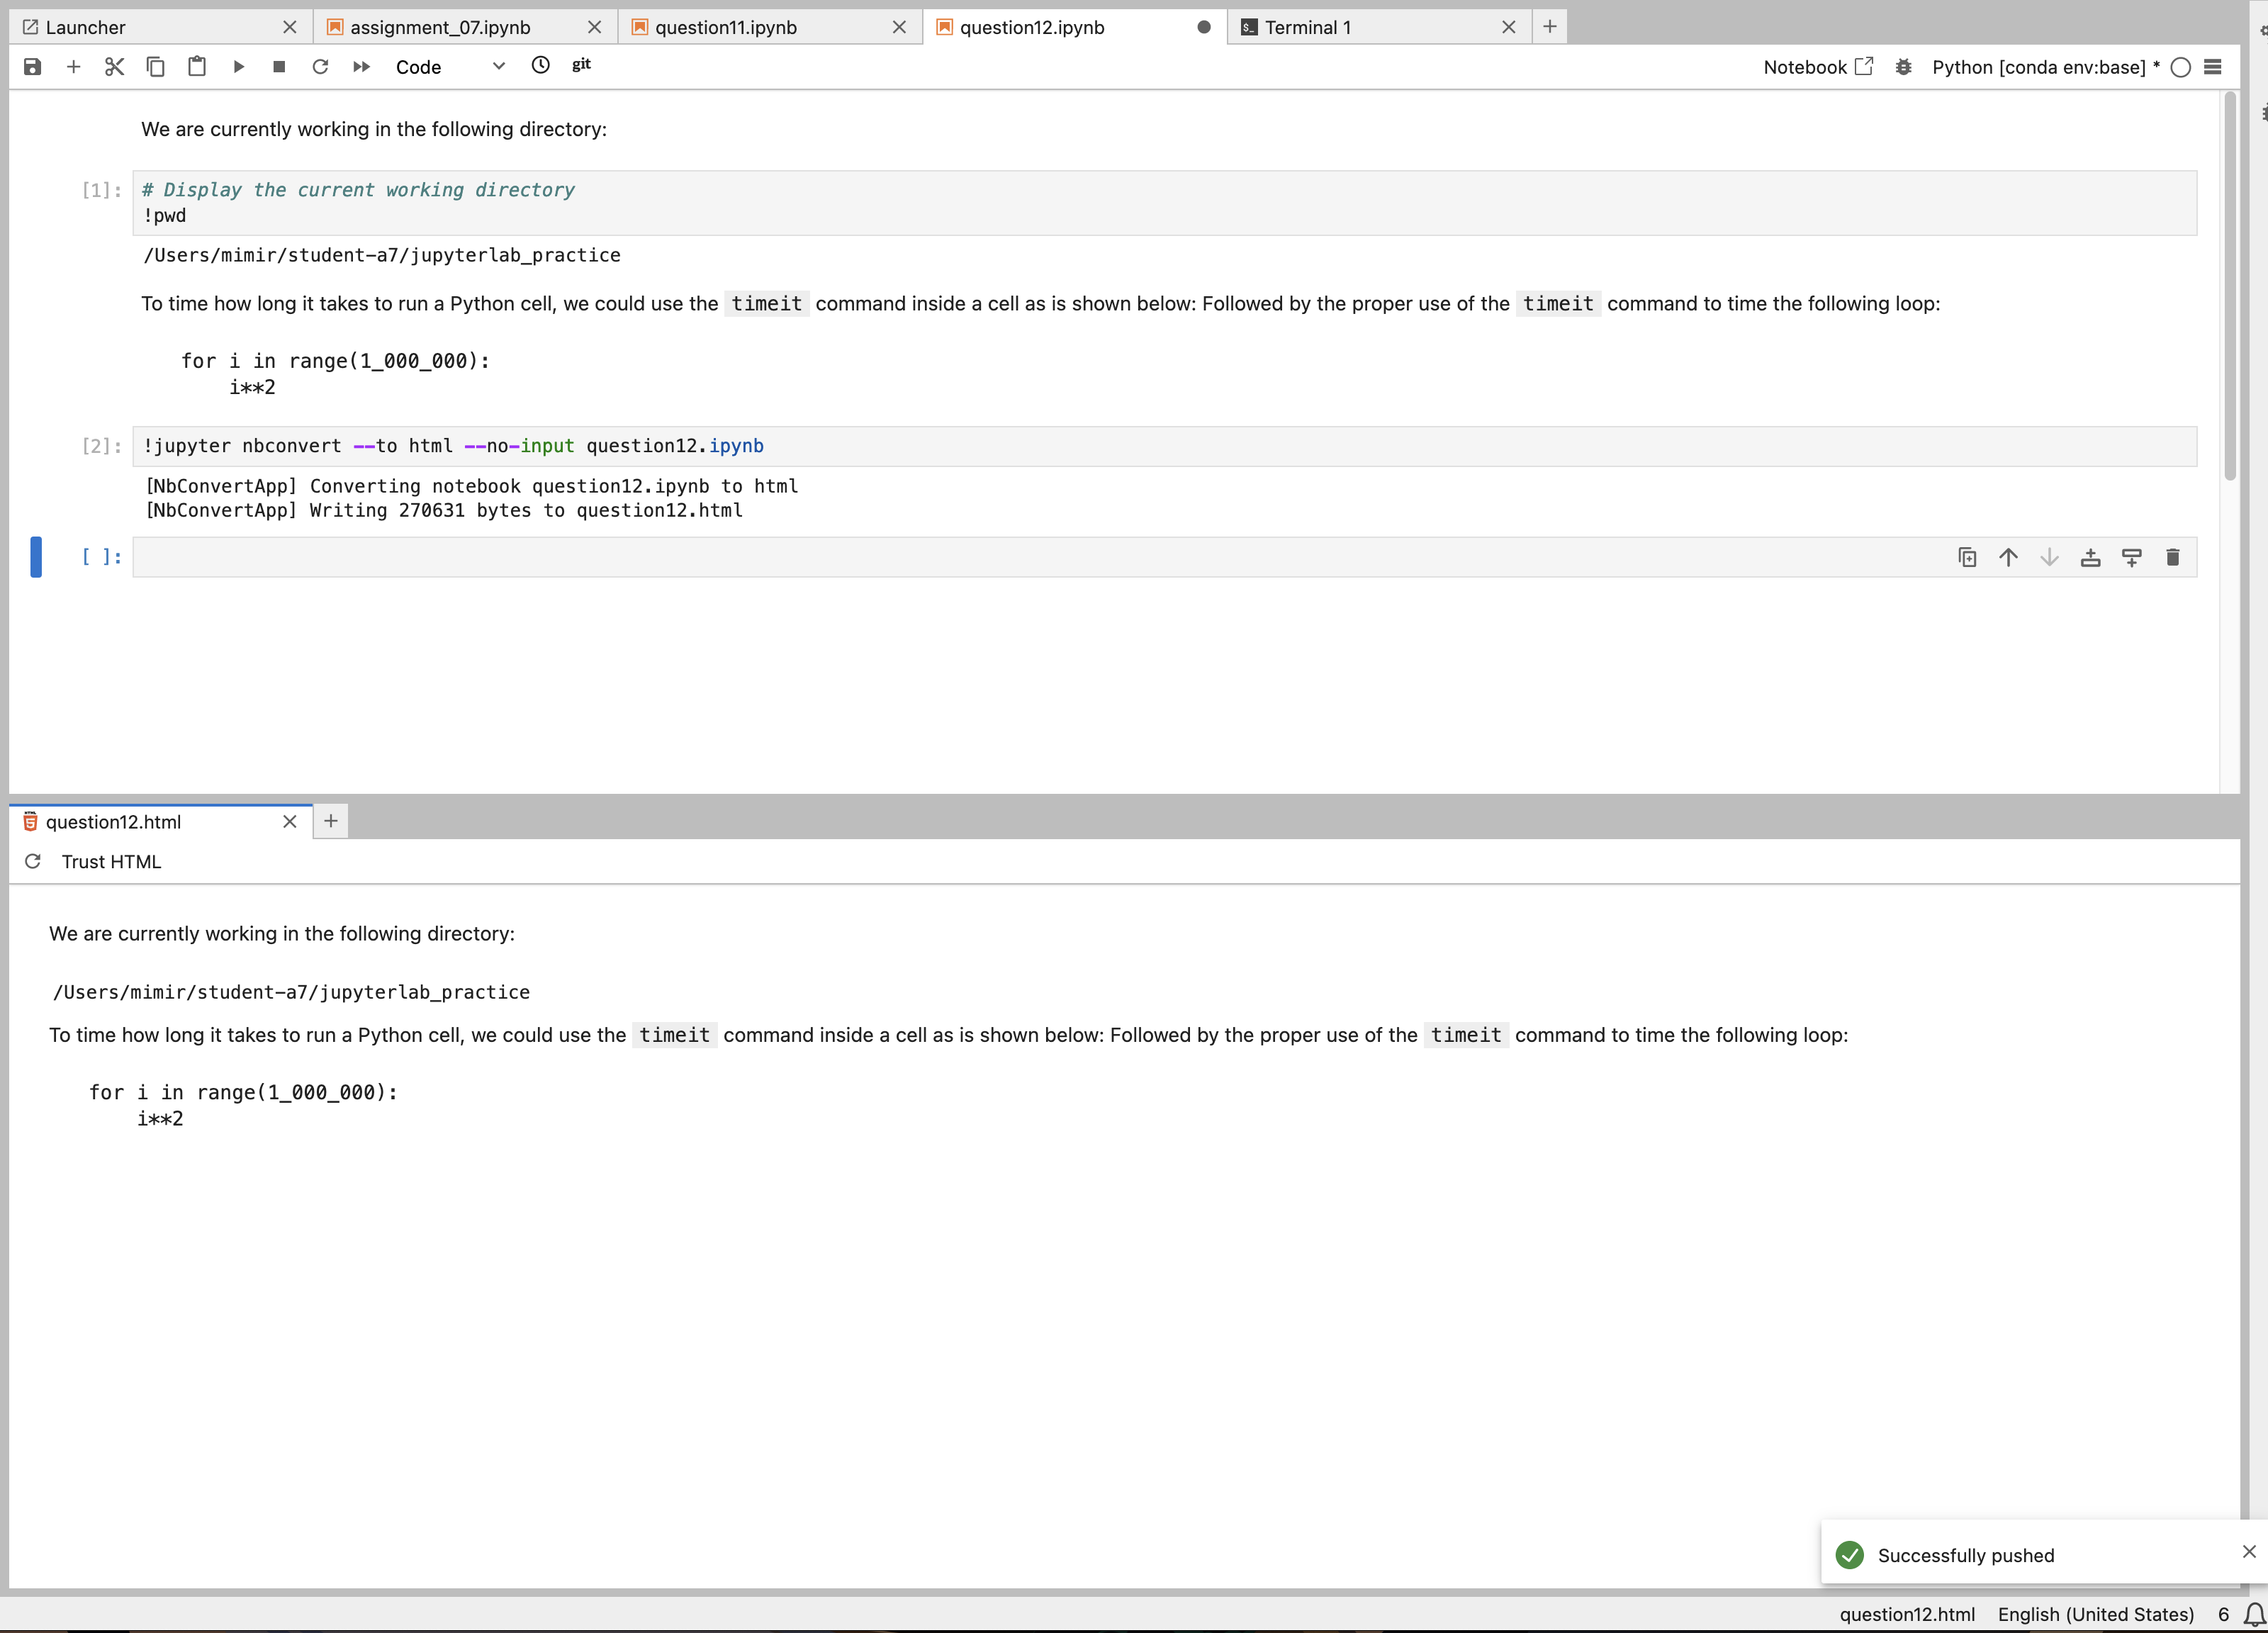 Launcher
assignment_07.ipynb
question11.ipynb
question12.ipynb
Terminal 1
Code
git
Notebook
Python [conda env:base] *
We are currently working in the following directory:
[1]:
# Display the current working directory
!pwd
/Users/mimir/student-a7/jupyterlab_practice
To time how long it takes to run a Python cell, we could use the timeit command inside a cell as is shown below: Followed by the proper use of the timeit command to time the following loop:
for i in range(1_000_000):
    i**2
[2]:
!jupyter nbconvert --to html --no-input question12.ipynb
[NbConvertApp] Converting notebook question12.ipynb to html
[NbConvertApp] Writing 270631 bytes to question12.html
[ ]:
question12.html
Trust HTML
We are currently working in the following directory:
/Users/mimir/student-a7/jupyterlab_practice
To time how long it takes to run a Python cell, we could use the timeit command inside a cell as is shown below: Followed by the proper use of the timeit command to time the following loop:
for i in range(1_000_000):
    i**2
Successfully pushed
question12.html English (United States) 6